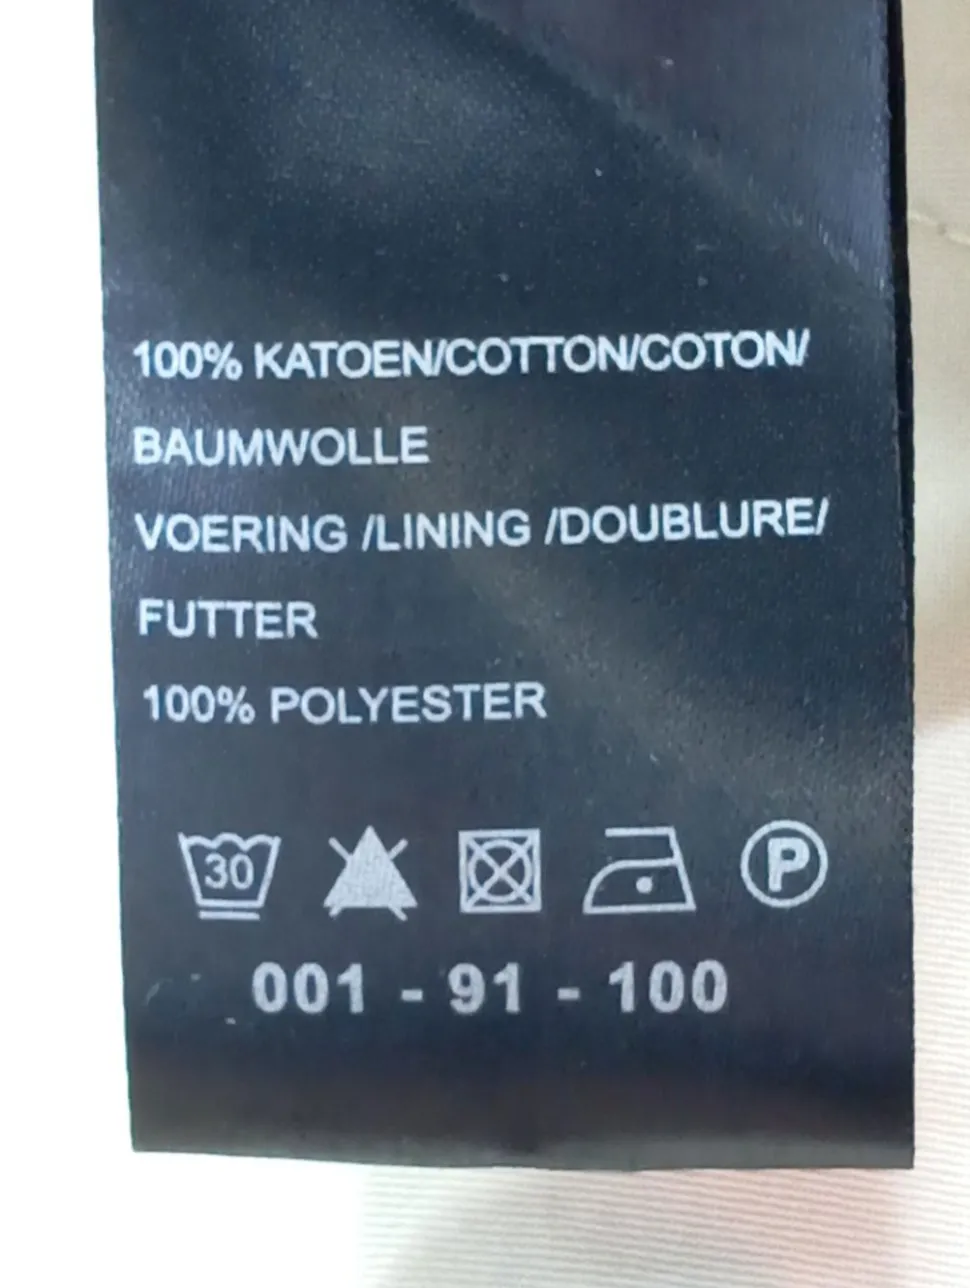 100% KATOEN/COTTON/COTON/
BAUMWOLLE
VOERING /LINING /DOUBLURE/
FUTTER
100% POLYESTER
30 P
001 - 91 - 100